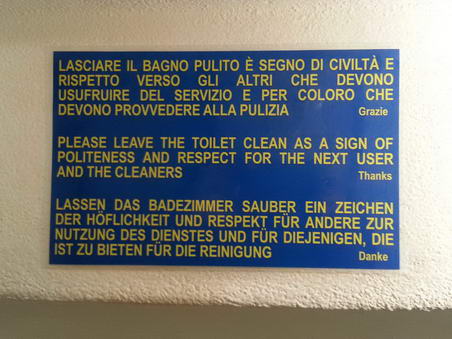 LASCIARE IL BAGNO PULITO È SEGNO DI CIVILTÀ E
RISPETTO VERSO GLI ALTRI CHE DEVONO
USUFRUIRE DEL SERVIZIO E PER COLORO CHE
DEVONO PROVVEDERE ALLA PULIZIA Grazie
PLEASE LEAVE THE TOILET CLEAN AS A SIGN OF
POLITENESS AND RESPECT FOR THE NEXT USER
AND THE CLEANERS Thanks
LASSEN DAS BADEZIMMER SAUBER EIN ZEICHEN
DER HÖFLICHKEIT UND RESPEKT FÜR ANDERE ZUR
NUTZUNG DES DIENSTES UND FÜR DIEJENIGEN, DIE
IST ZU BIETEN FÜR DIE REINIGUNG Danke